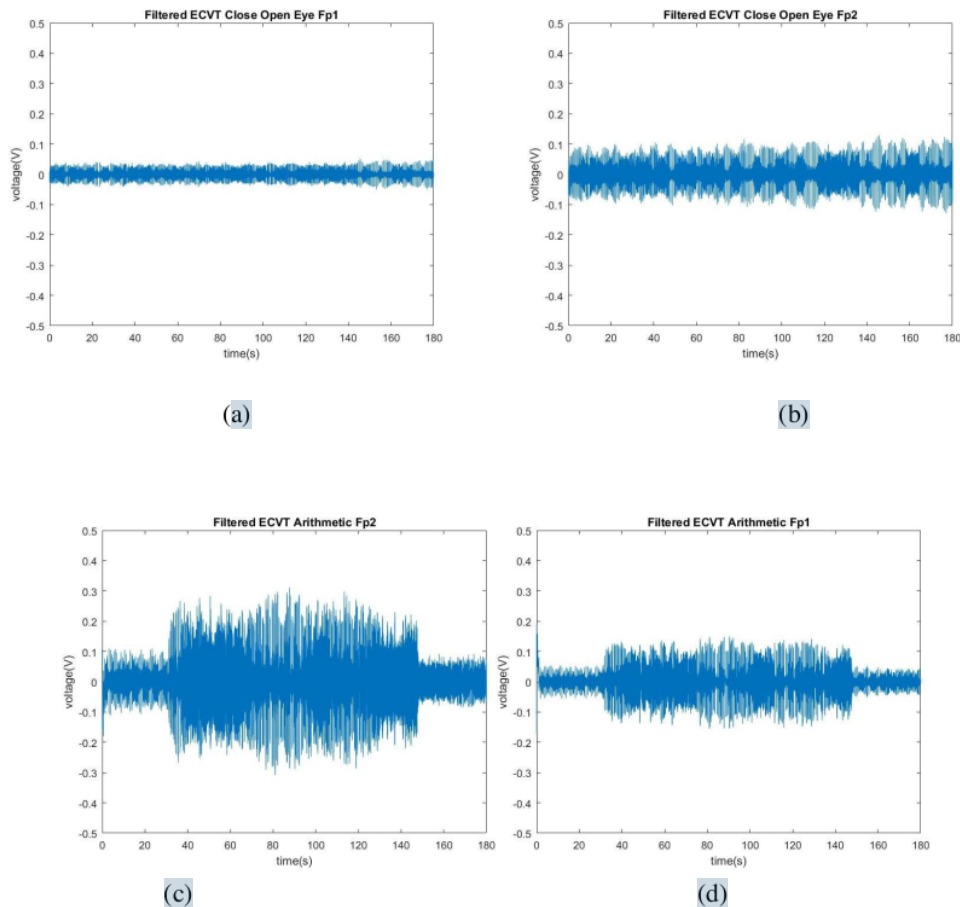 Filtered ECVT Close Open Eye Fp1
0.5
0.4
0.3
0.2
0.1
0
-0.1
-0.2
-0.3
-0.4
-0.5
voltage(V)
0 20 40 60 80 100 120 140 160 180
time(s)
(a)
Filtered ECVT Close Open Eye Fp2
0.5
0.4
0.3
0.2
0.1
0
-0.1
-0.2
-0.3
-0.4
-0.5
voltage(V)
0 20 40 60 80 100 120 140 160 180
time(s)
(b)
Filtered ECVT Arithmetic Fp2
0.5
0.4
0.3
0.2
0.1
0
-0.1
-0.2
-0.3
-0.4
-0.5
voltage(V)
0 20 40 60 80 100 120 140 160 180
time(s)
(c)
Filtered ECVT Arithmetic Fp1
0.5
0.4
0.3
0.2
0.1
0
-0.1
-0.2
-0.3
-0.4
-0.5
voltage(V)
0 20 40 60 80 100 120 140 160 180
time(s)
(d)